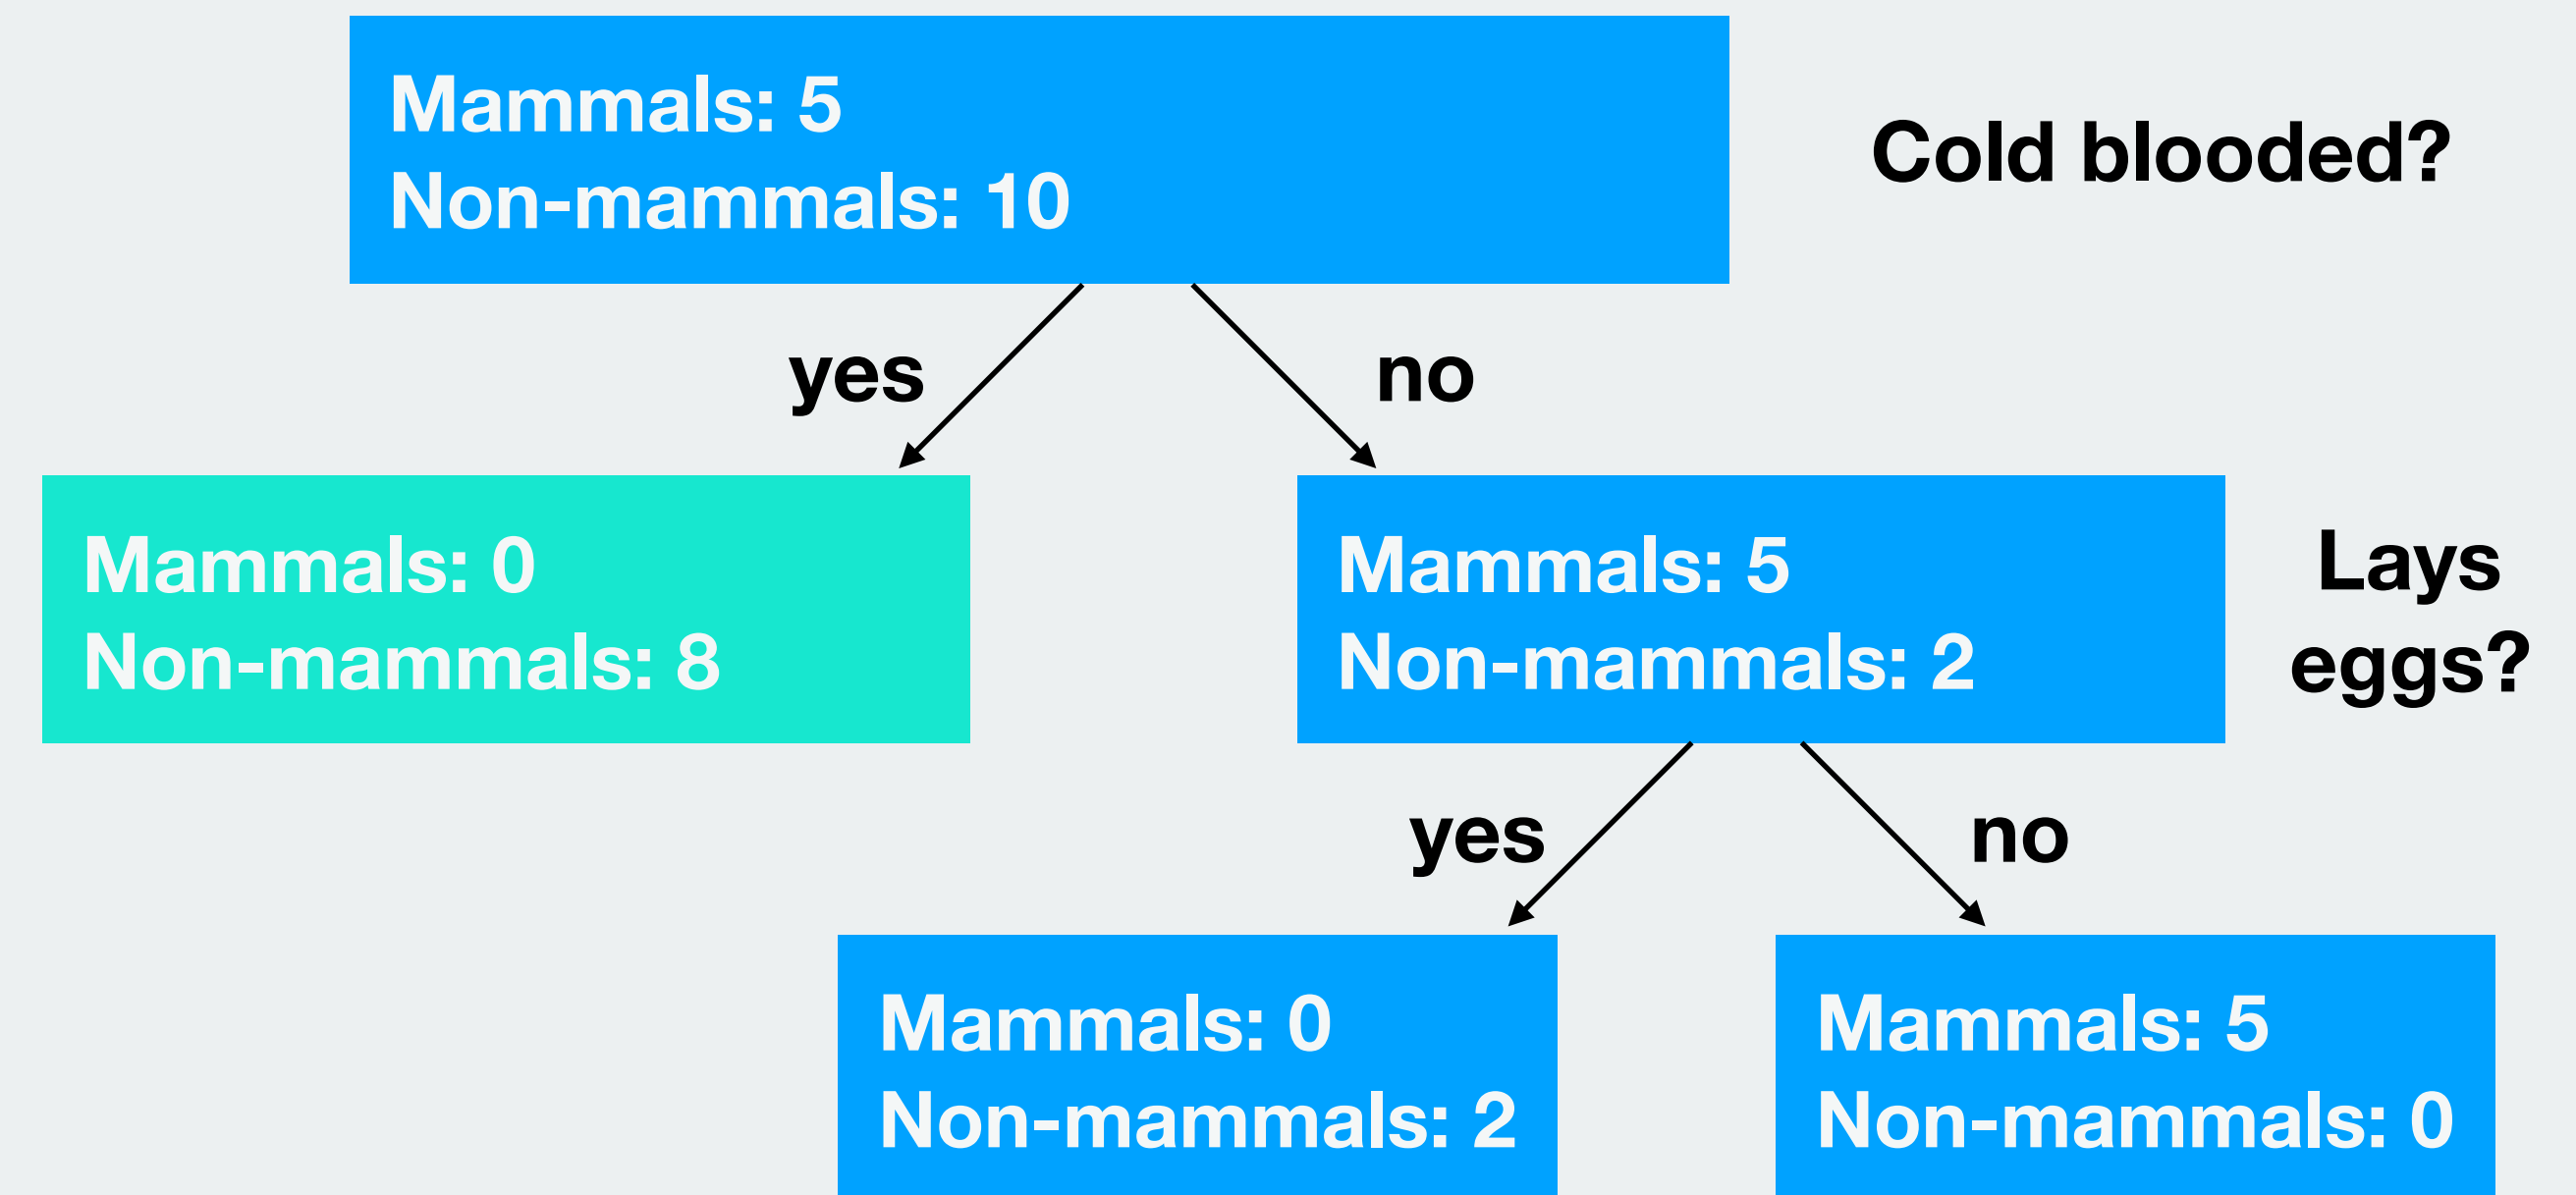 Mammals: 5
Non-mammals: 10
Cold blooded?
yes
no
Mammals: 0
Non-mammals: 8
Mammals: 5
Non-mammals: 2
Lays
eggs?
yes
no
Mammals: 0
Non-mammals: 2
Mammals: 5
Non-mammals: 0